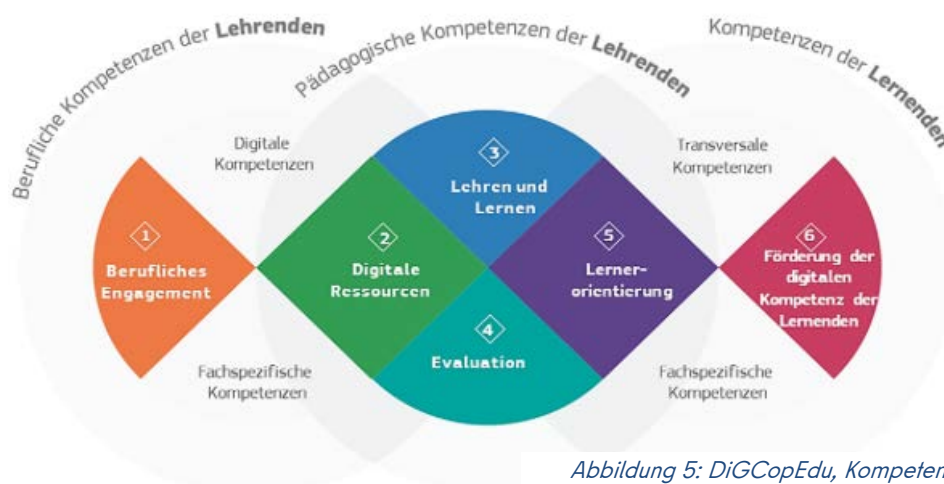 Berufliche Kompetenzen der Lehrenden
Pädagogische Kompetenzen der Lehrenden
Kompetenzen der Lernenden
Digitale
Kompetenzen
Transversale
Kompetenzen
1
Berufliches
Engagement
2
Digitale
Ressourcen
3
Lehren und
Lernen
4
Evaluation
5
Lerner-
orientierung
6
Förderung der
digitalen
Kompetenz der
Lernenden
Fachspezifische
Kompetenzen
Fachspezifische
Kompetenzen
Abbildung 5: DiGCopEdu, Kompeten